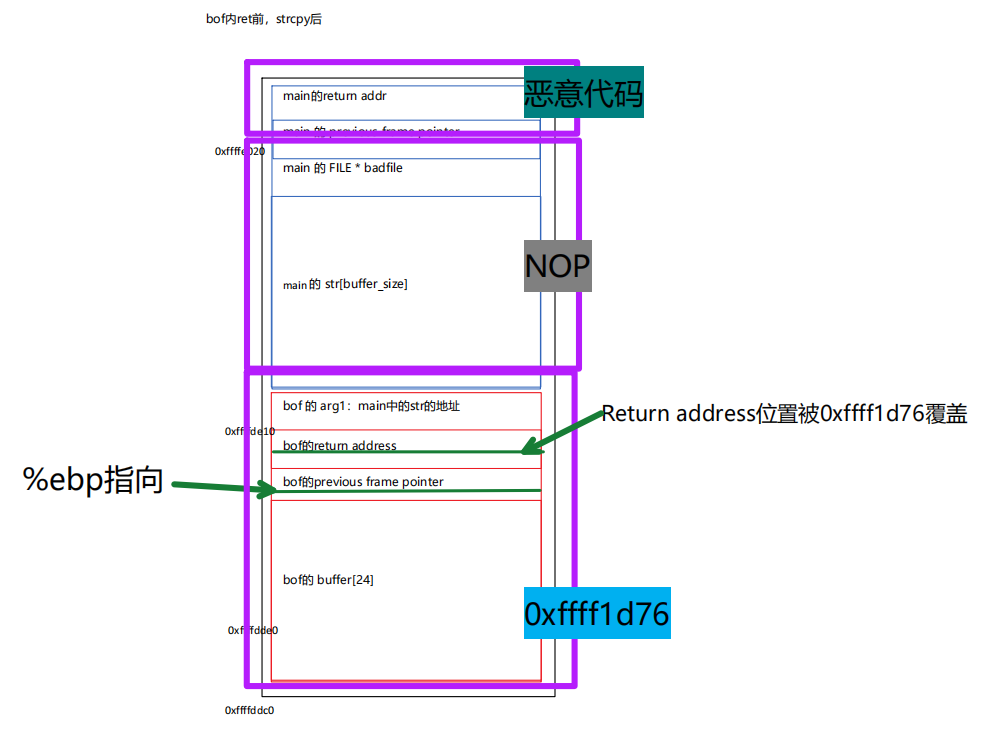 bof内ret前，strcpy后
恶意代码
main的return addr
main 的 previous frame pointer
0xffffe020
main 的 FILE * badfile
NOP
main 的 str[buffer_size]
bof 的 arg1：main中的str的地址
Return address位置被0xffff1d76覆盖
0xffffde10
bof的return address
%ebp指向
bof的previous frame pointer
bof的 buffer[24]
0xffff1d76
0xffffdde0
0xffffddc0